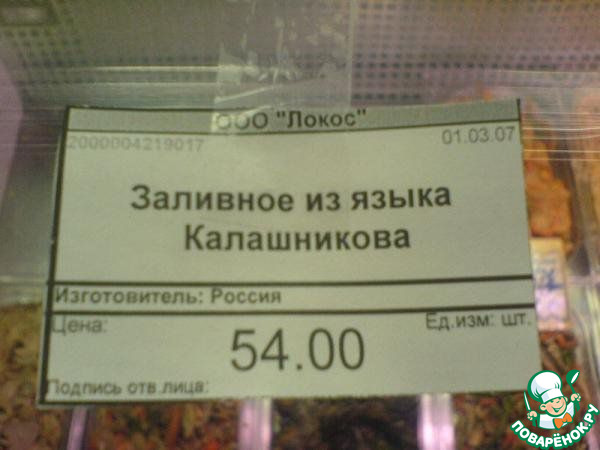 ООО "Локос"
2000004219017 01.03.07
Заливное из языка
Калашникова
Изготовитель: Россия
Цена: Ед.изм: шт.
54.00
Подпись отв.лица:
ПОВАРЁНОК.РУ